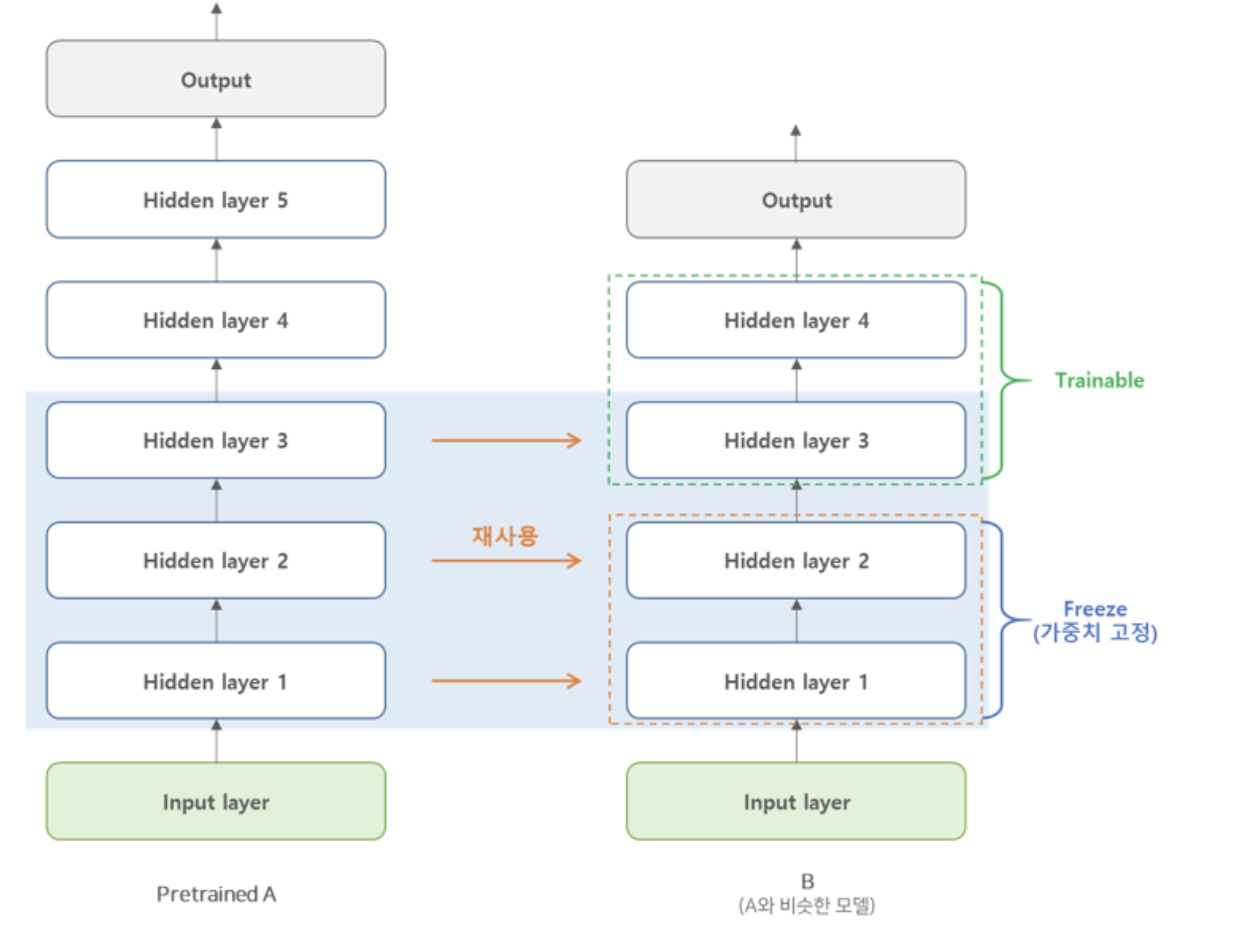 Output
Hidden layer 5
Hidden layer 4
Hidden layer 3
Hidden layer 2
Hidden layer 1
Input layer
Pretrained A
재사용
Output
Hidden layer 4
Hidden layer 3
Hidden layer 2
Hidden layer 1
Input layer
B
(A와 비슷한 모델)
Trainable
Freeze
(가중치 고정)